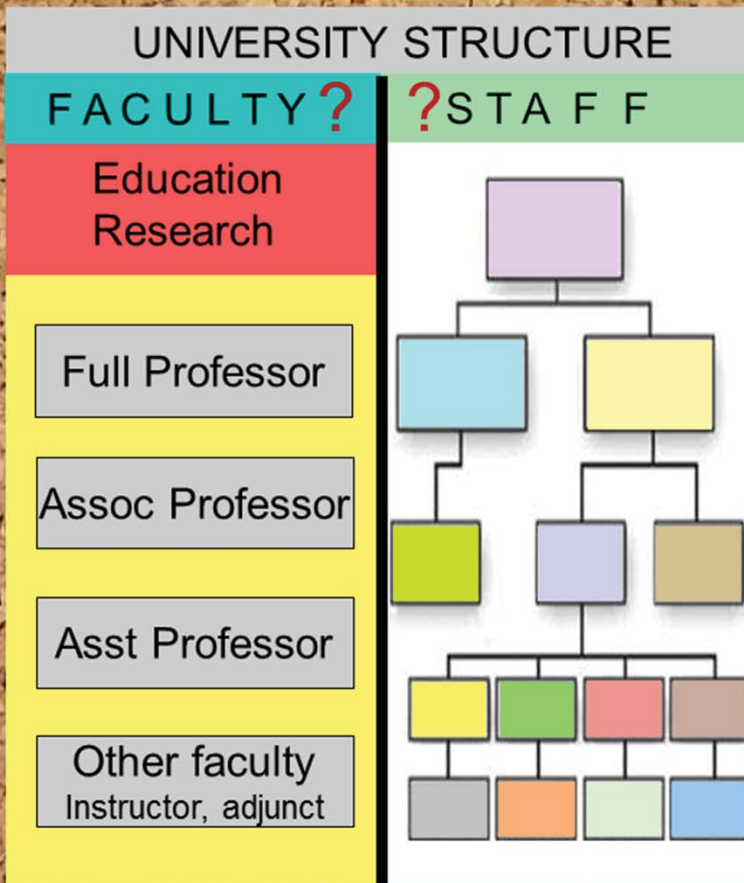 UNIVERSITY STRUCTURE
FACULTY?
?STAFF
Education
Research
Full Professor
Assoc Professor
Asst Professor
Other faculty
Instructor, adjunct